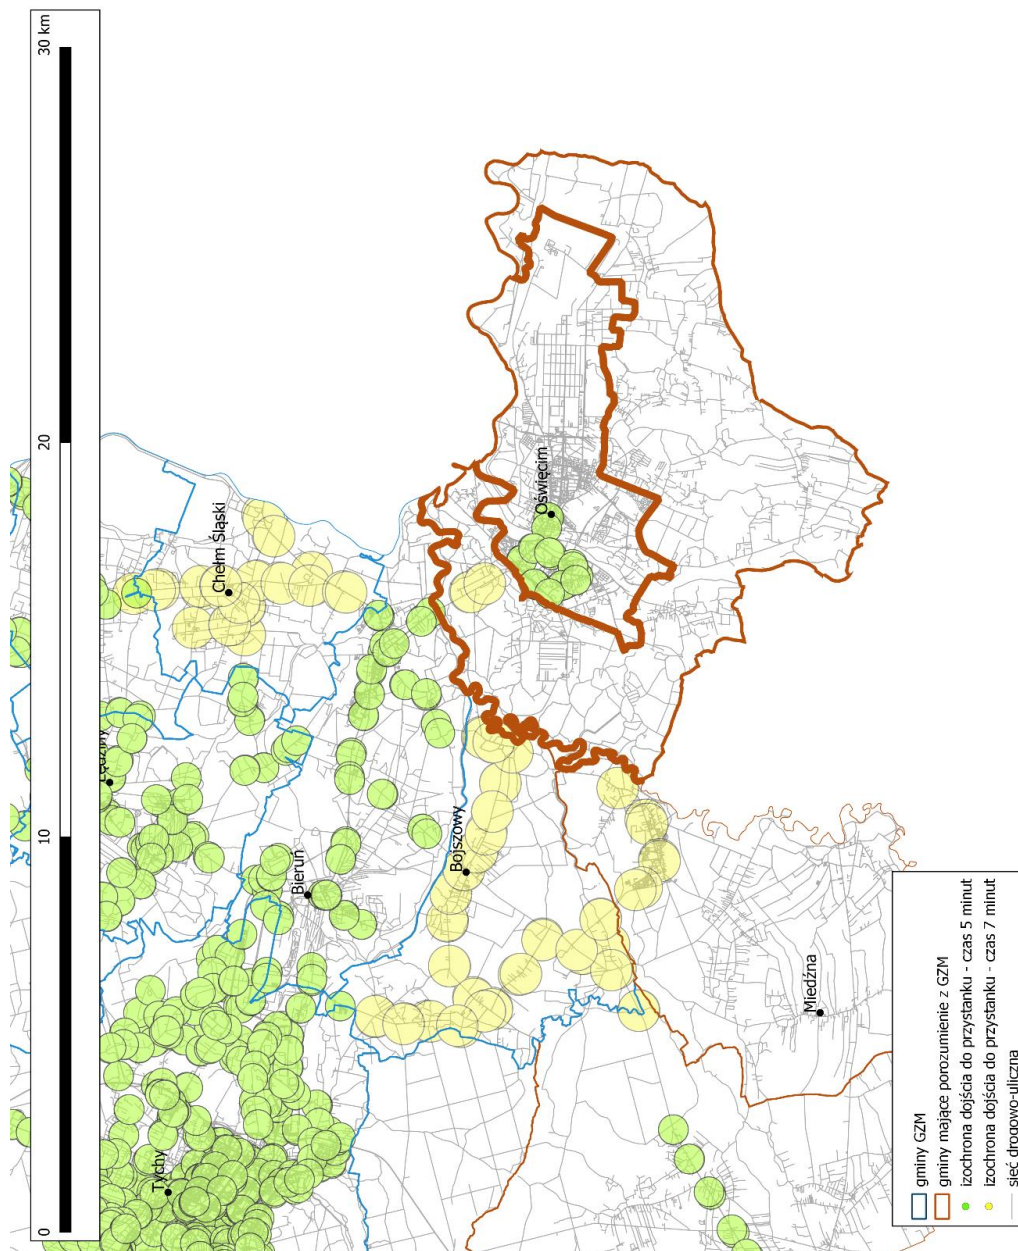 0
10
20
30 km
Tychy
Bieruń
Lędziny
Chełm Śląski
Bojszowy
Oświęcim
Miedźna
gminy GZM
gminy mające porozumienie z GZM
izochrona dojścia do przystanku - czas 5 minut
izochrona dojścia do przystanku - czas 7 minut
sieć drogowo-uliczna